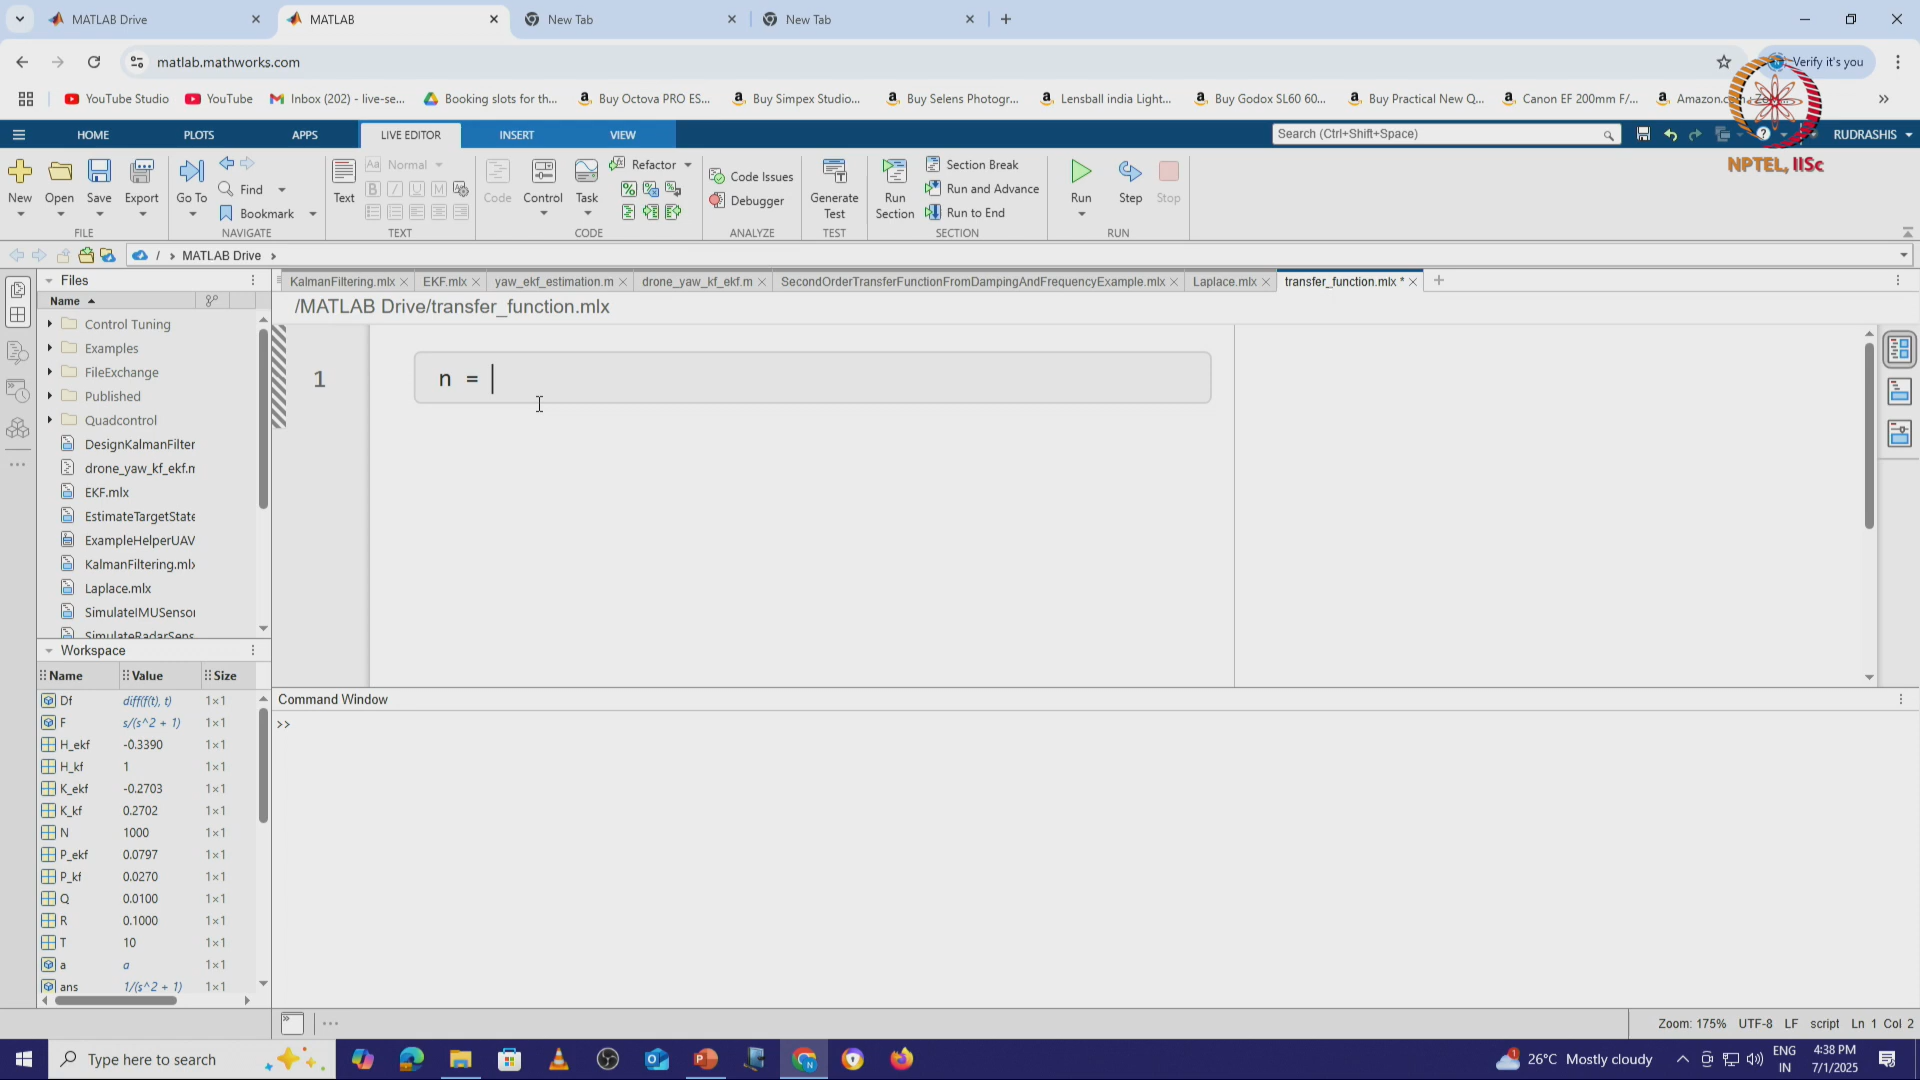 MATLAB Drive
MATLAB
New Tab
New Tab
matlab.mathworks.com
Verify it's you
YouTube Studio
YouTube
Inbox (202) - live-se...
Booking slots for th...
Buy Octova PRO ES...
Buy Simpex Studio...
Buy Selens Photogr...
Lensball india Light...
Buy Godox SL60 60...
Buy Practical New Q...
Canon EF 200mm F/...
NPTEL, IISc
HOME
PLOTS
APPS
LIVE EDITOR
INSERT
VIEW
Search (Ctrl+Shift+Space)
RUDRASHIS
New
Open
Save
Export
FILE
Go To
Find
Bookmark
NAVIGATE
Text
Aa Normal
B I U M
TEXT
Code
Control
Task
Refactor
CODE
Code Issues
Debugger
ANALYZE
Generate
Test
TEST
Run
Section
Section Break
Run and Advance
Run to End
SECTION
Run
Step
Stop
RUN
/ MATLAB Drive
Files
Name
Control Tuning
Examples
FileExchange
Published
Quadcontrol
DesignKalmanFilter
drone_yaw_kf_ekf.m
EKF.mlx
EstimateTargetState
ExampleHelperUAV
KalmanFiltering.mlx
Laplace.mlx
SimulateIMUSensor
SimulateRadarSens
KalmanFiltering.mlx
EKF.mlx
yaw_ekf_estimation.m
drone_yaw_kf_ekf.m
SecondOrderTransferFunctionFromDampingAndFrequencyExample.mlx
Laplace.mlx
transfer_function.mlx *
/MATLAB Drive/transfer_function.mlx
1
n =
Workspace
Name Value Size
Df diff(f(t), t) 1×1
F s/(s^2 + 1) 1×1
H_ekf -0.3390 1×1
H_kf 1 1×1
K_ekf -0.2703 1×1
K_kf 0.2702 1×1
N 1000 1×1
P_ekf 0.0797 1×1
P_kf 0.0270 1×1
Q 0.0100 1×1
R 0.1000 1×1
T 10 1×1
a a 1×1
ans 1/(s^2 + 1) 1×1
Command Window
>>
Zoom: 175% UTF-8 LF script Ln 1 Col 2
Type here to search
26°C Mostly cloudy
ENG
IN
4:38 PM
7/1/2025